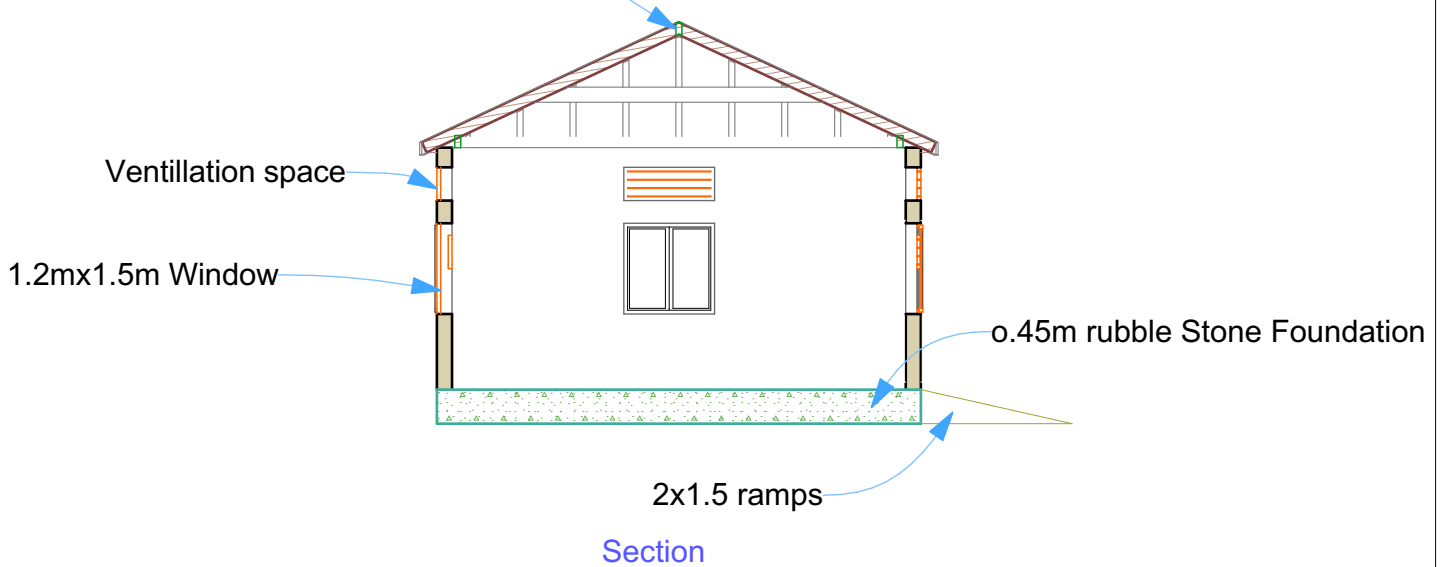 Ventillation space
1.2mx1.5m Window
o.45m rubble Stone Foundation
2x1.5 ramps
Section